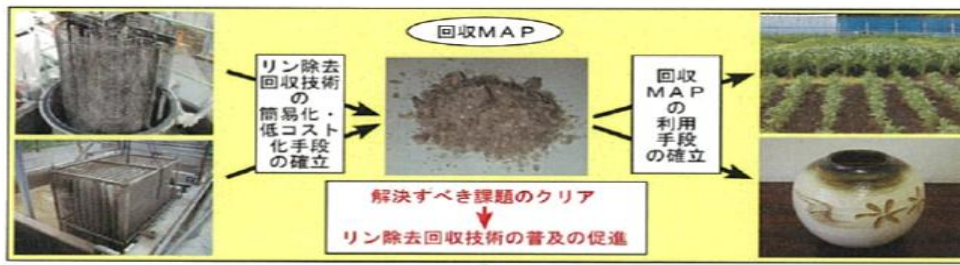 回収MAP
リン除去
回収技術
の
簡易化・
低コスト
化手段
の確立
回収
MAP
の
利用
手段
の確立
解決すべき課題のクリア
リン除去回収技術の普及の促進